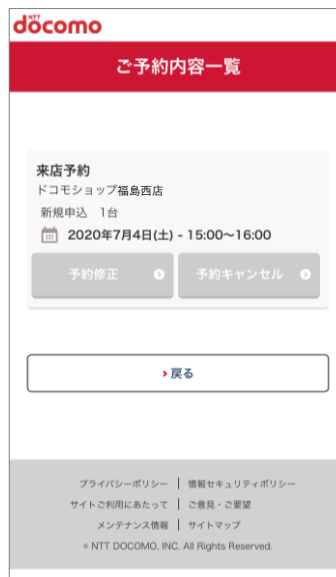 NTT
docomo
ご予約内容一覧
来店予約
ドコモショップ福島西店
新規申込 1台
2020年7月4日(土) - 15:00〜16:00
予約修正 予約キャンセル
戻る
プライバシーポリシー | 情報セキュリティポリシー
サイトご利用にあたって | ご意見・ご要望
メンテナンス情報 | サイトマップ
© NTT DOCOMO, INC. All Rights Reserved.